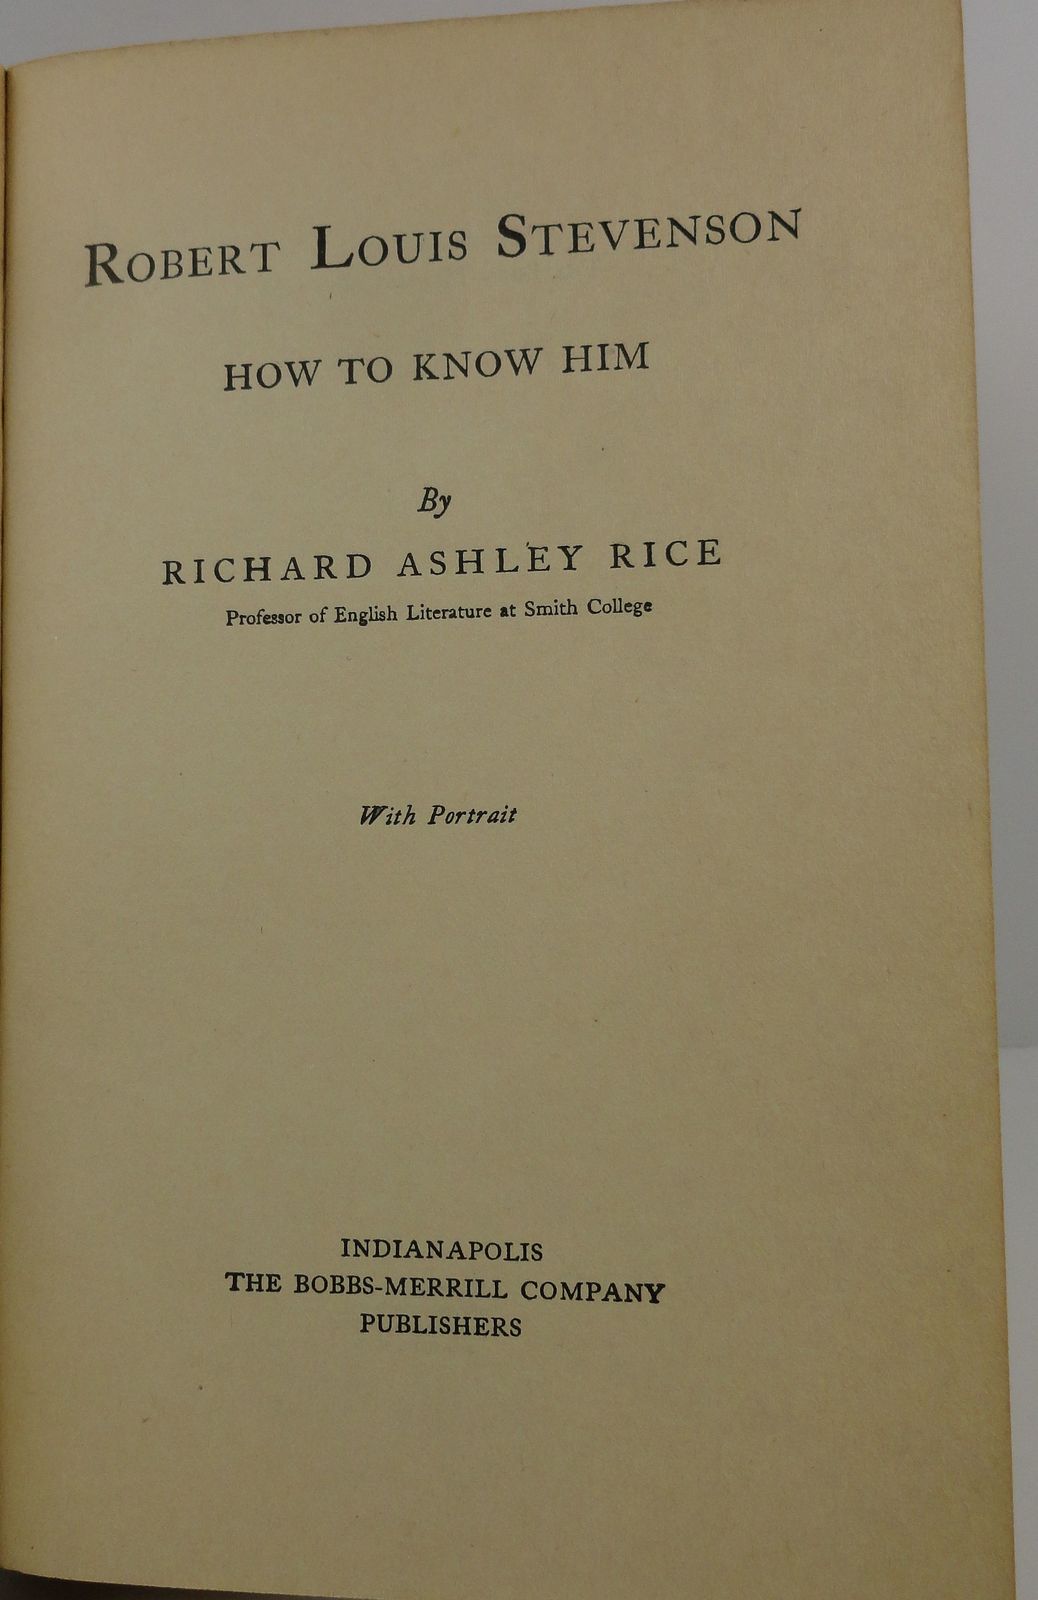 ROBERT LOUIS STEVENSON
HOW TO KNOW HIM
By
RICHARD ASHLEY RICE
Professor of English Literature at Smith College
With Portrait
INDIANAPOLIS
THE BOBBS-MERRILL COMPANY
PUBLISHERS